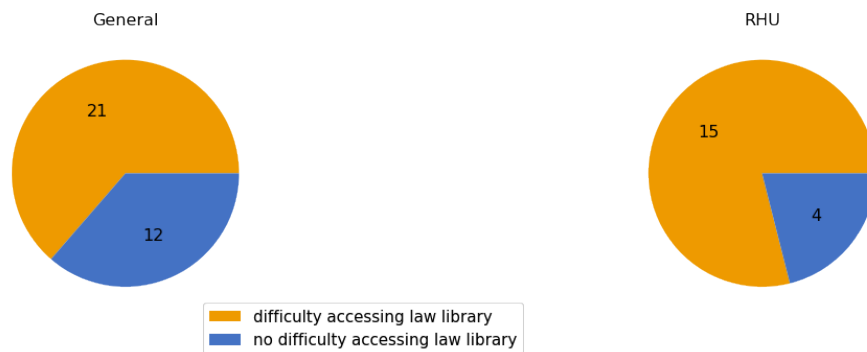 General
RHU
21
15
12
4
difficulty accessing law library
no difficulty accessing law library